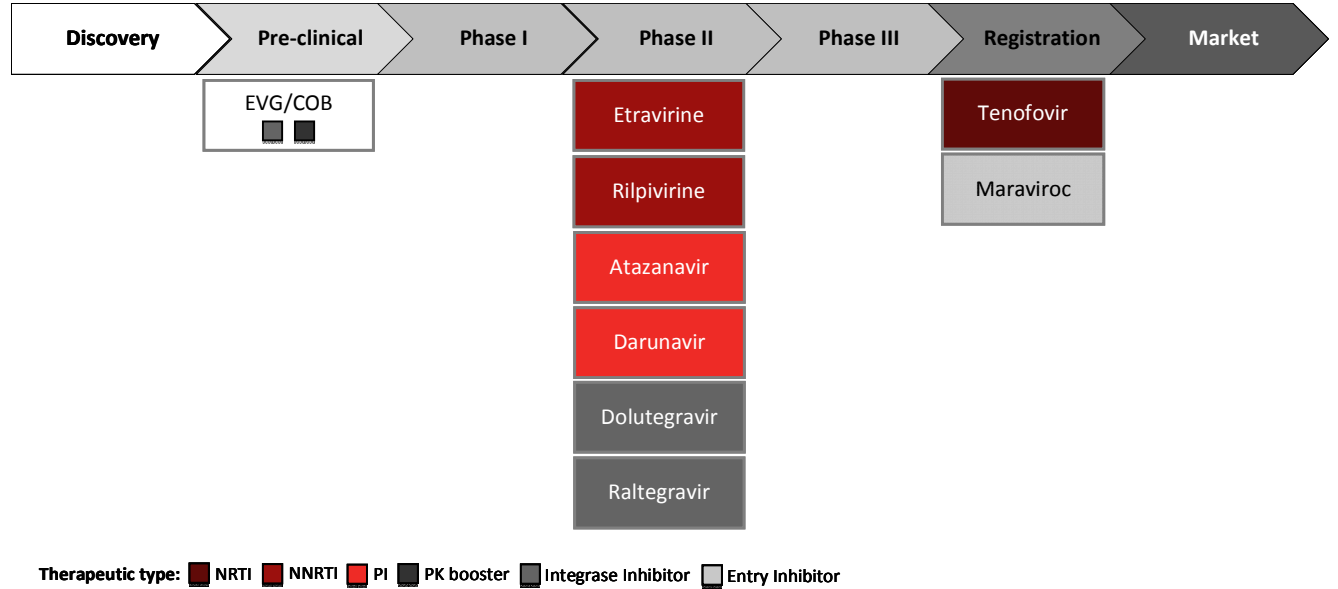 Discovery
Pre-clinical
Phase I
Phase II
Phase III
Registration
Market
EVG/COB
Etravirine
Rilpivirine
Atazanavir
Darunavir
Dolutegravir
Raltegravir
Tenofovir
Maraviroc
Therapeutic type: NRTI NNRTI PI PK booster Integrase Inhibitor Entry Inhibitor